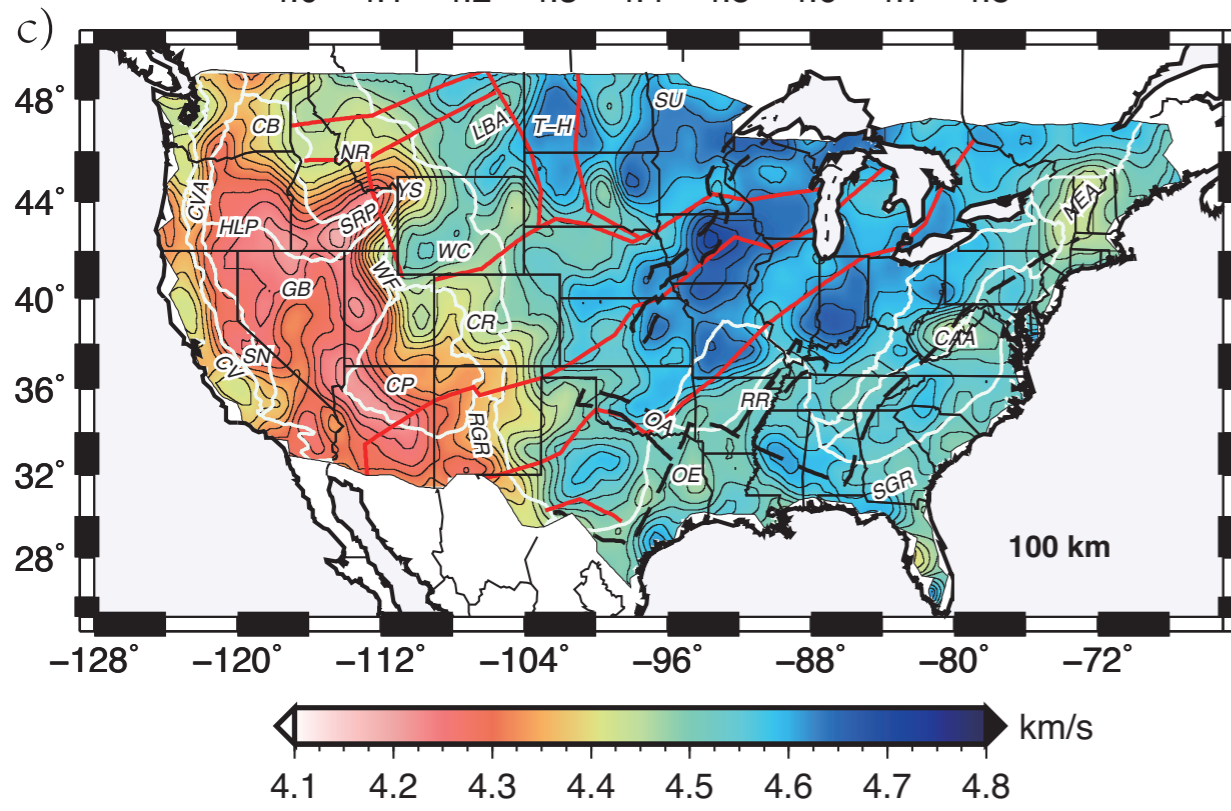 c)
48°
44°
40°
36°
32°
28°
SU
CB
LBA
T–H
NR
CVA
YS
NEA
HLP
SRP
WC
WF
GB
CR
CAA
SN
CV
CP
RR
RGR
OA
OE
SGR
100 km
−128° −120° −112° −104° −96° −88° −80° −72°
km/s
4.1 4.2 4.3 4.4 4.5 4.6 4.7 4.8